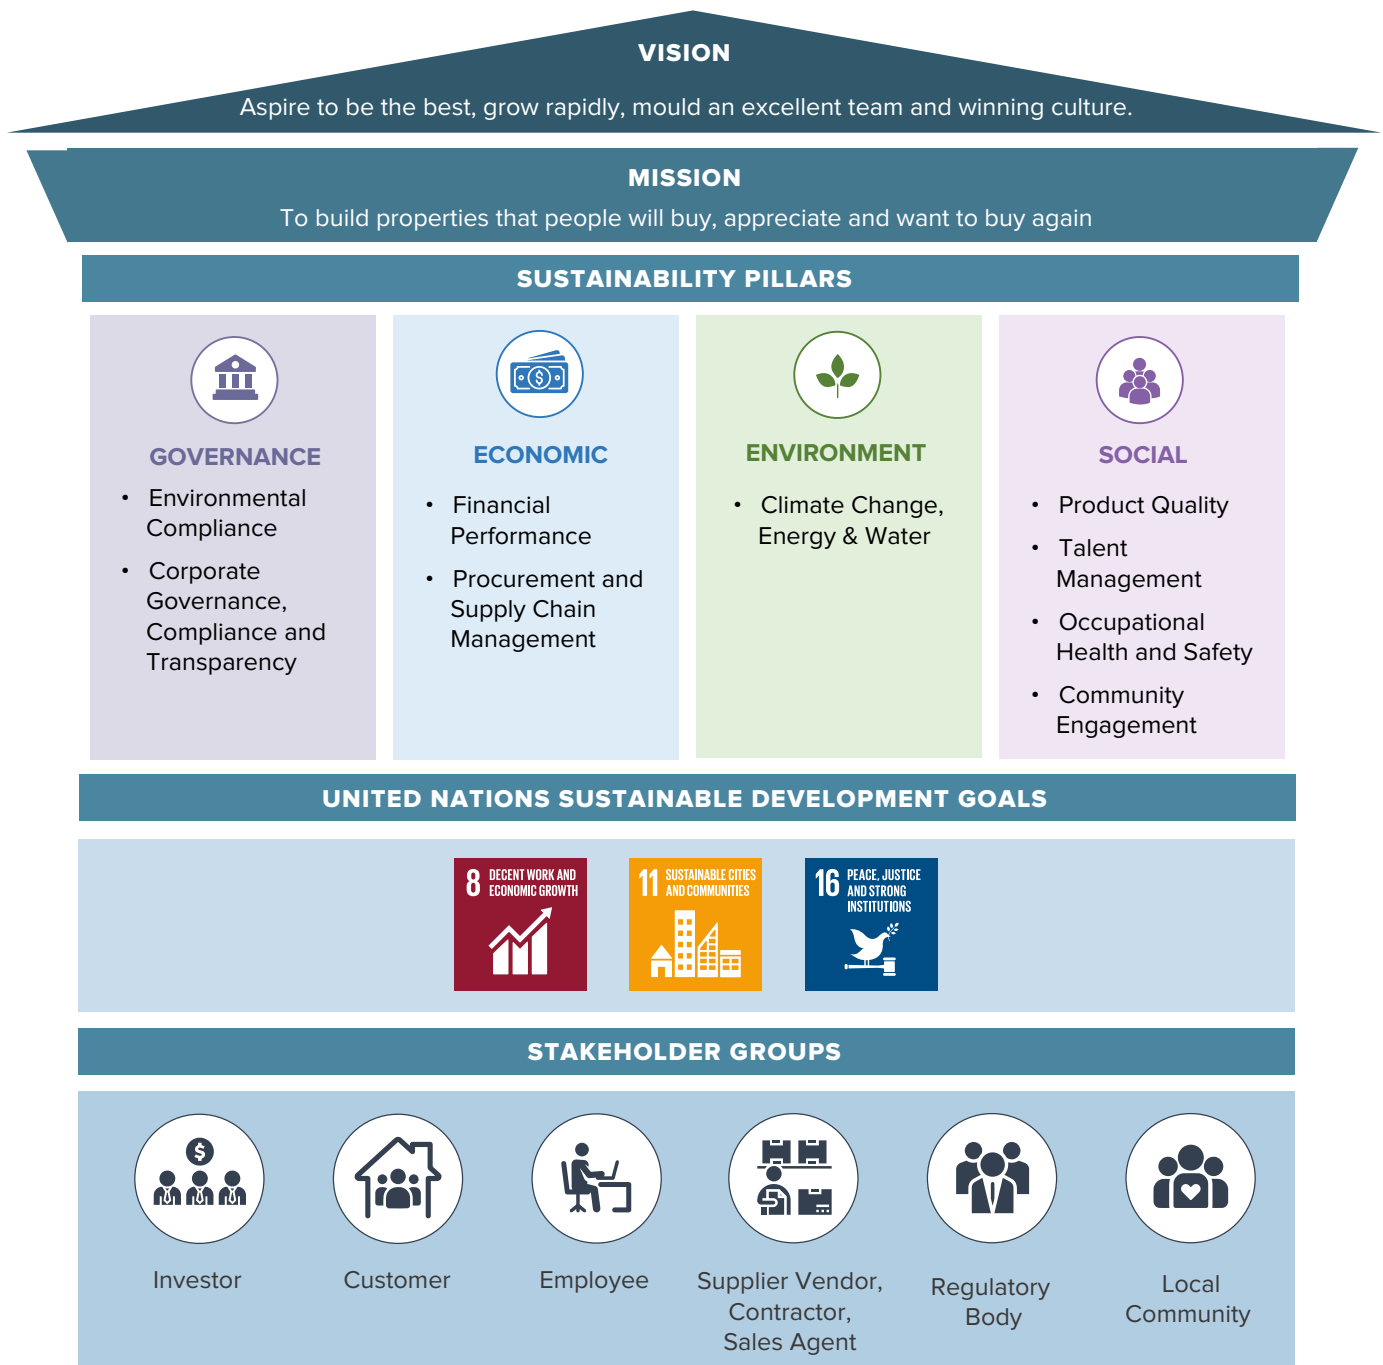 VISION
Aspire to be the best, grow rapidly, mould an excellent team and winning culture.
MISSION
To build properties that people will buy, appreciate and want to buy again
SUSTAINABILITY PILLARS
GOVERNANCE
• Environmental
Compliance
• Corporate
Governance,
Compliance and
Transparency
ECONOMIC
• Financial
Performance
• Procurement and
Supply Chain
Management
ENVIRONMENT
• Climate Change,
Energy & Water
SOCIAL
• Product Quality
• Talent
Management
• Occupational
Health and Safety
• Community
Engagement
UNITED NATIONS SUSTAINABLE DEVELOPMENT GOALS
8 DECENT WORK AND
ECONOMIC GROWTH
11 SUSTAINABLE CITIES
AND COMMUNITIES
16 PEACE, JUSTICE
AND STRONG
INSTITUTIONS
STAKEHOLDER GROUPS
Investor
Customer
Employee
Supplier Vendor,
Contractor,
Sales Agent
Regulatory
Body
Local
Community